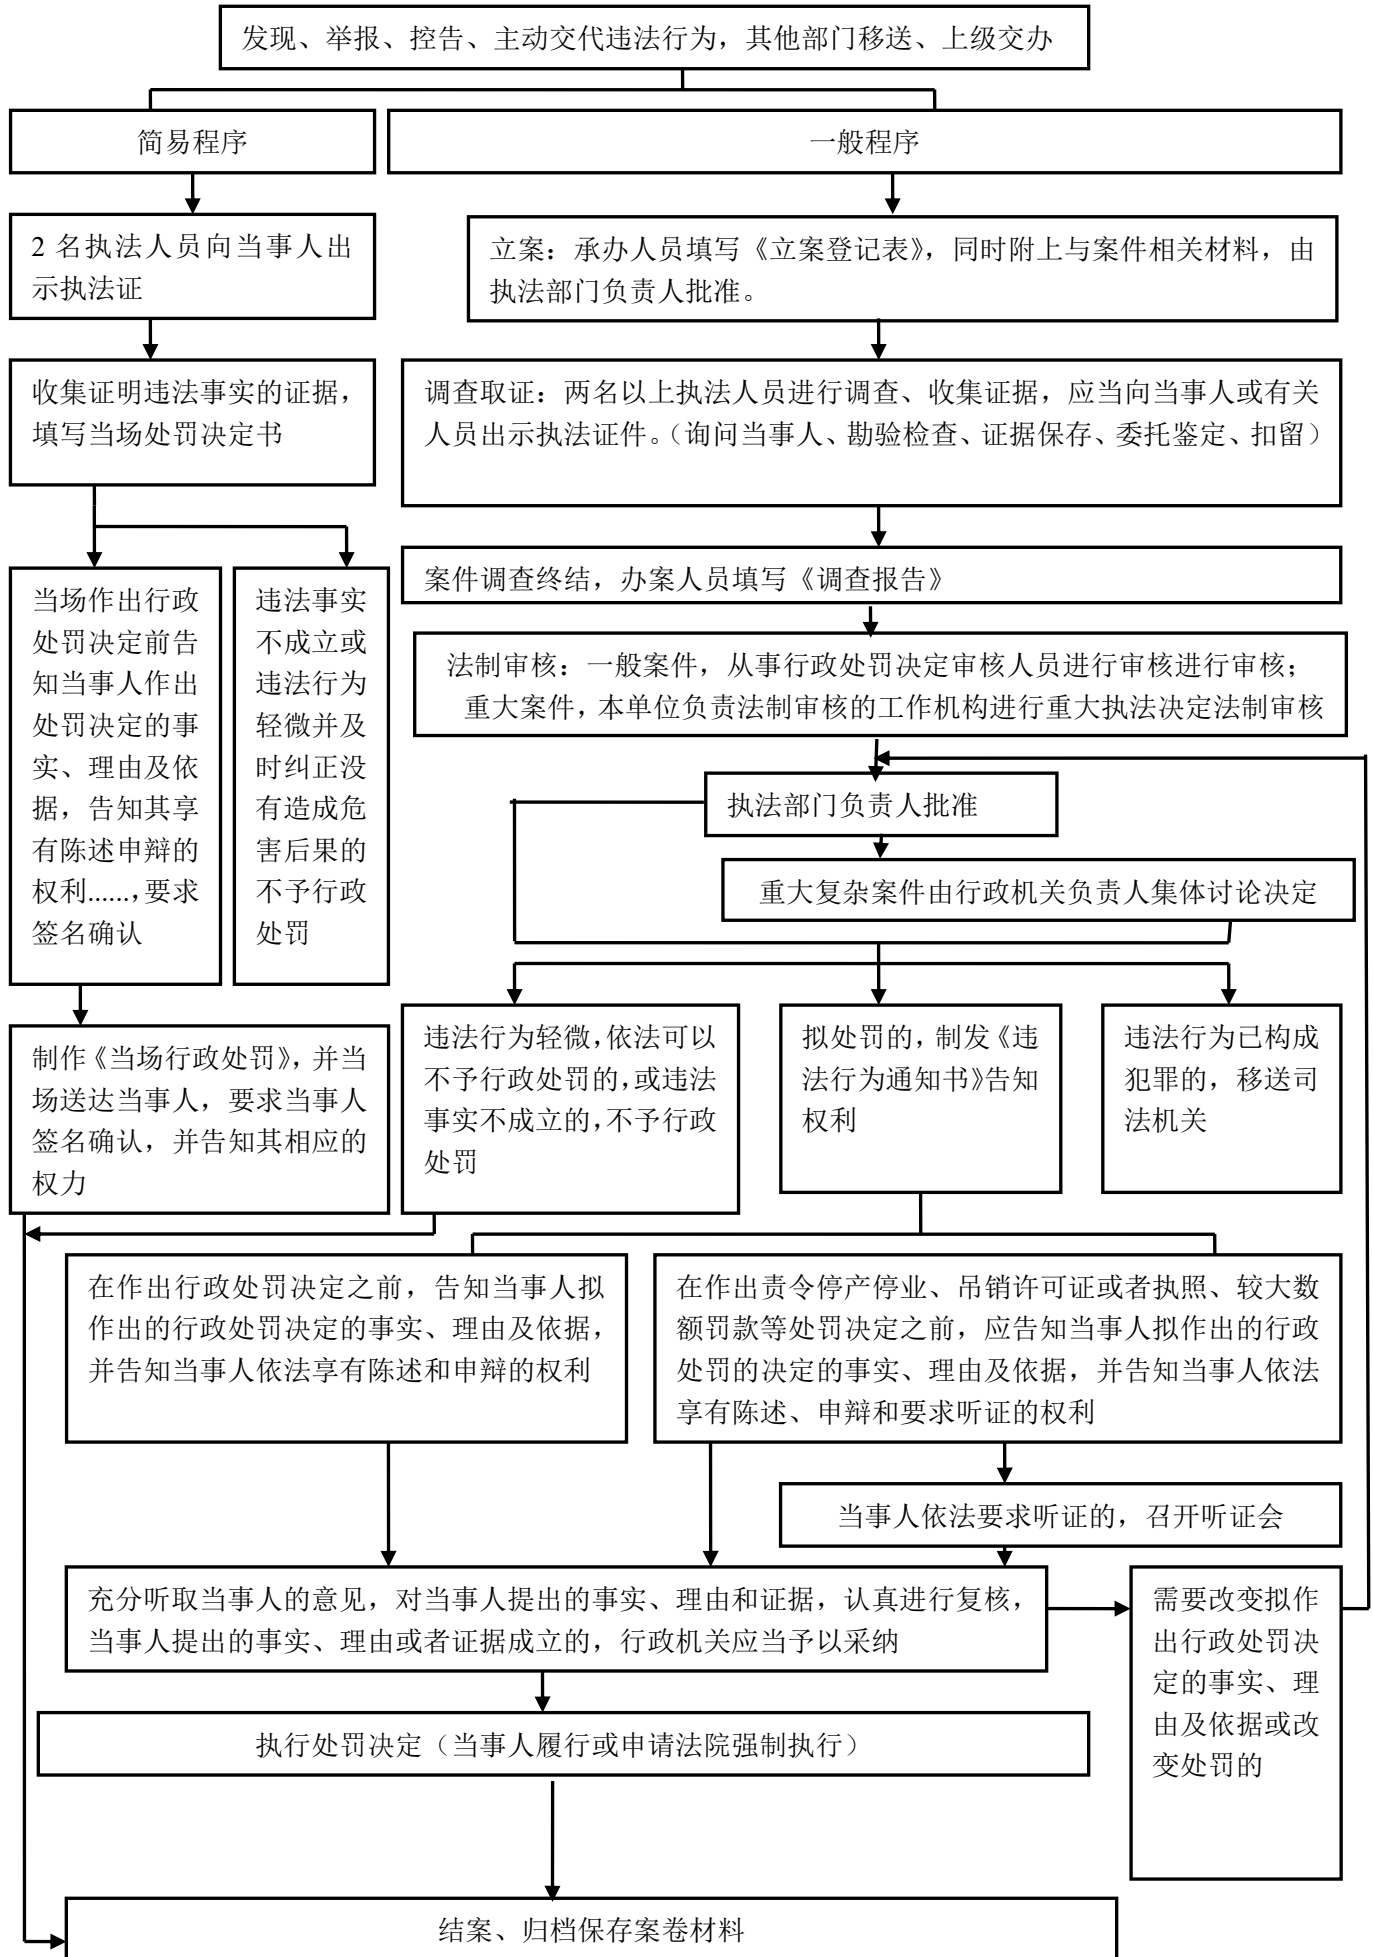 发现、举报、控告、主动交代违法行为，其他部门移送、上级交办
简易程序
一般程序
2 名执法人员向当事人出
示执法证
立案：承办人员填写《立案登记表》，同时附上与案件相关材料，由
执法部门负责人批准。
收集证明违法事实的证据，
填写当场处罚决定书
调查取证：两名以上执法人员进行调查、收集证据，应当向当事人或有关
人员出示执法证件。（询问当事人、勘验检查、证据保存、委托鉴定、扣留）
案件调查终结，办案人员填写《调查报告》
当场作出行政
处罚决定前告
知当事人作出
处罚决定的事
实、理由及依
据，告知其享
有陈述申辩的
权利......，要求
签名确认
违法事实
不成立或
违法行为
轻微并及
时纠正没
有造成危
害后果的
不予行政
处罚
法制审核：一般案件，从事行政处罚决定审核人员进行审核进行审核；
重大案件，本单位负责法制审核的工作机构进行重大执法决定法制审核
执法部门负责人批准
重大复杂案件由行政机关负责人集体讨论决定
制作《当场行政处罚》，并当
场送达当事人，要求当事人
签名确认，并告知其相应的
权力
违法行为轻微，依法可以
不予行政处罚的，或违法
事实不成立的，不予行政
处罚
拟处罚的，制发《违
法行为通知书》告知
权利
违法行为已构成
犯罪的，移送司
法机关
在作出行政处罚决定之前，告知当事人拟
作出的行政处罚决定的事实、理由及依据，
并告知当事人依法享有陈述和申辩的权利
在作出责令停产停业、吊销许可证或者执照、较大数
额罚款等处罚决定之前，应告知当事人拟作出的行政
处罚的决定的事实、理由及依据，并告知当事人依法
享有陈述、申辩和要求听证的权利
当事人依法要求听证的，召开听证会
充分听取当事人的意见，对当事人提出的事实、理由和证据，认真进行复核，
当事人提出的事实、理由或者证据成立的，行政机关应当予以采纳
需要改变拟作
出行政处罚决
定的事实、理
由及依据或改
变处罚的
执行处罚决定（当事人履行或申请法院强制执行）
结案、归档保存案卷材料